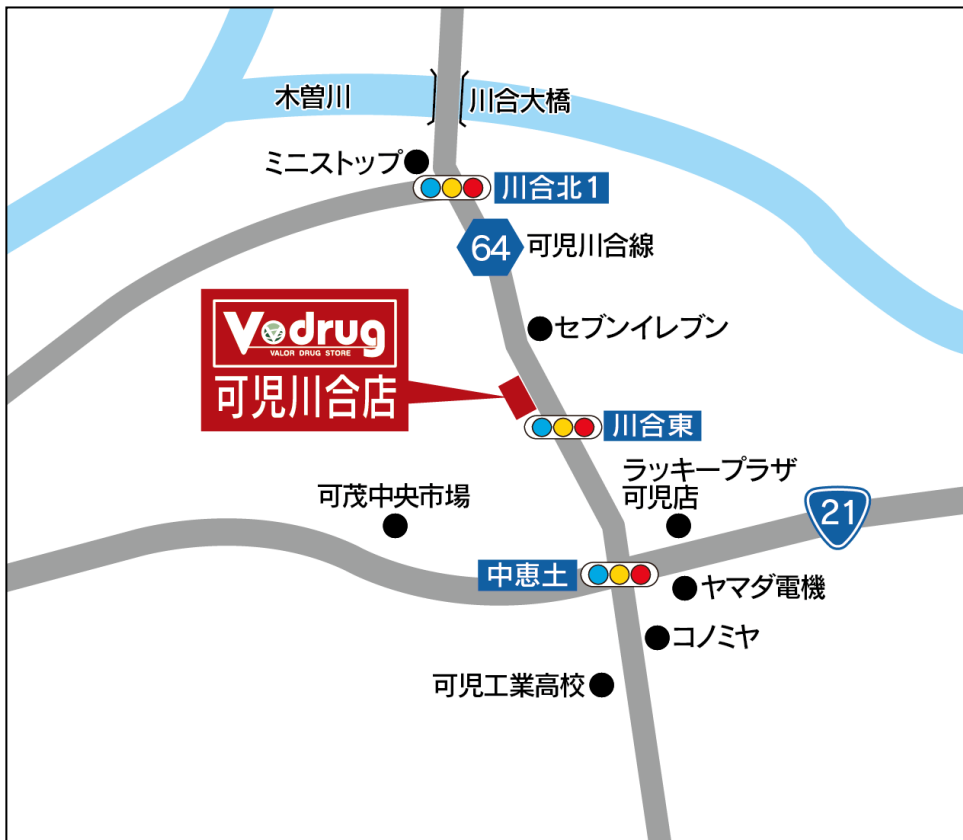 木曽川
川合大橋
ミニストップ
川合北1
64
可児川合線
セブンイレブン
V drug
VALOR DRUG STORE
可児川合店
川合東
ラッキープラザ
可児店
可茂中央市場
21
中恵土
ヤマダ電機
コノミヤ
可児工業高校